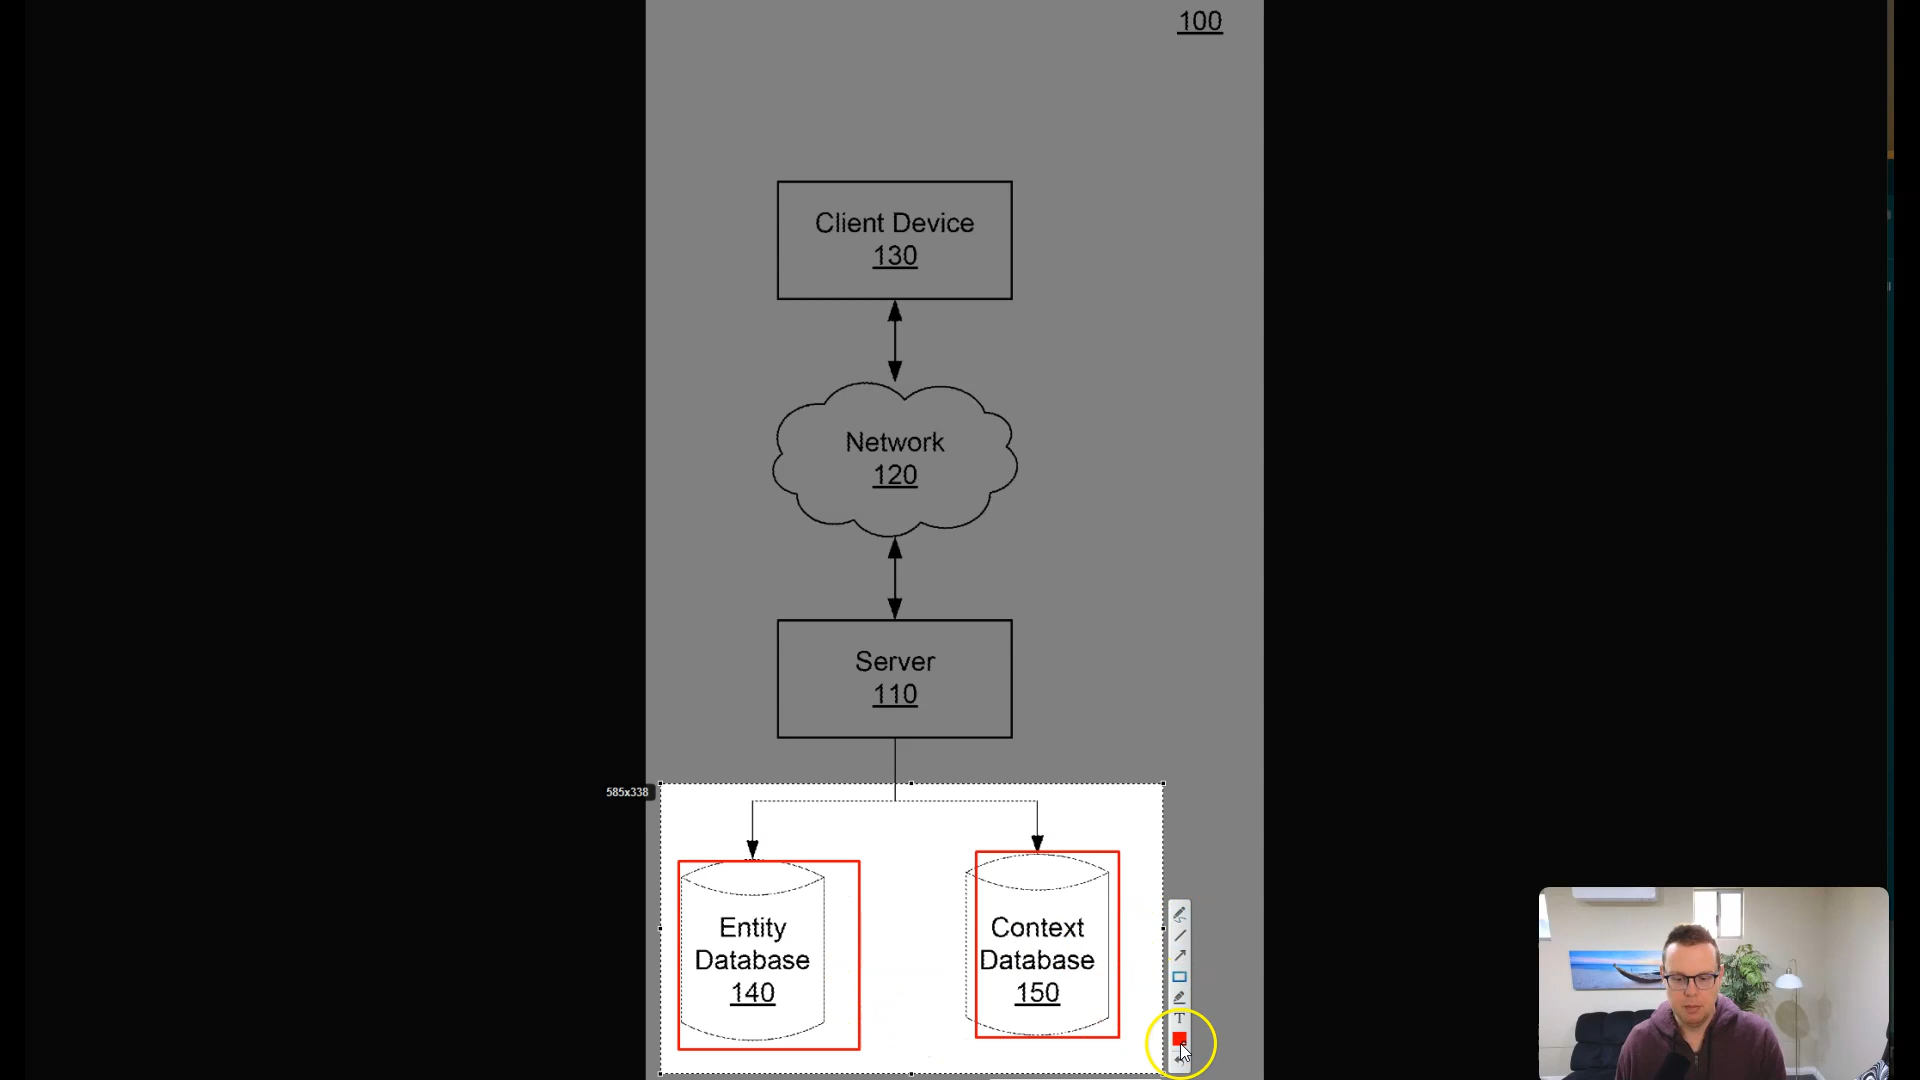 100
Client Device
130
Network
120
Server
110
585x338
Entity
Database
140
Context
Database
150
T